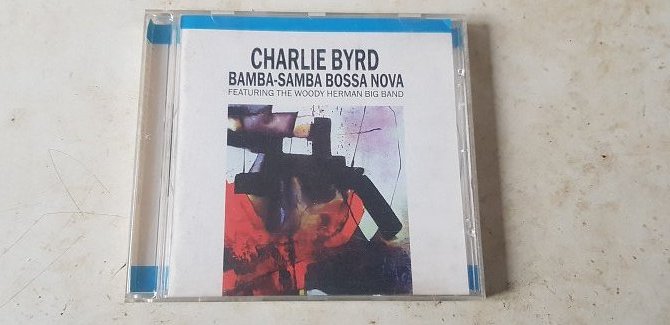 CHARLIE BYRD
BAMBA-SAMBA BOSSA NOVA
FEATURING THE WOODY HERMAN BIG BAND